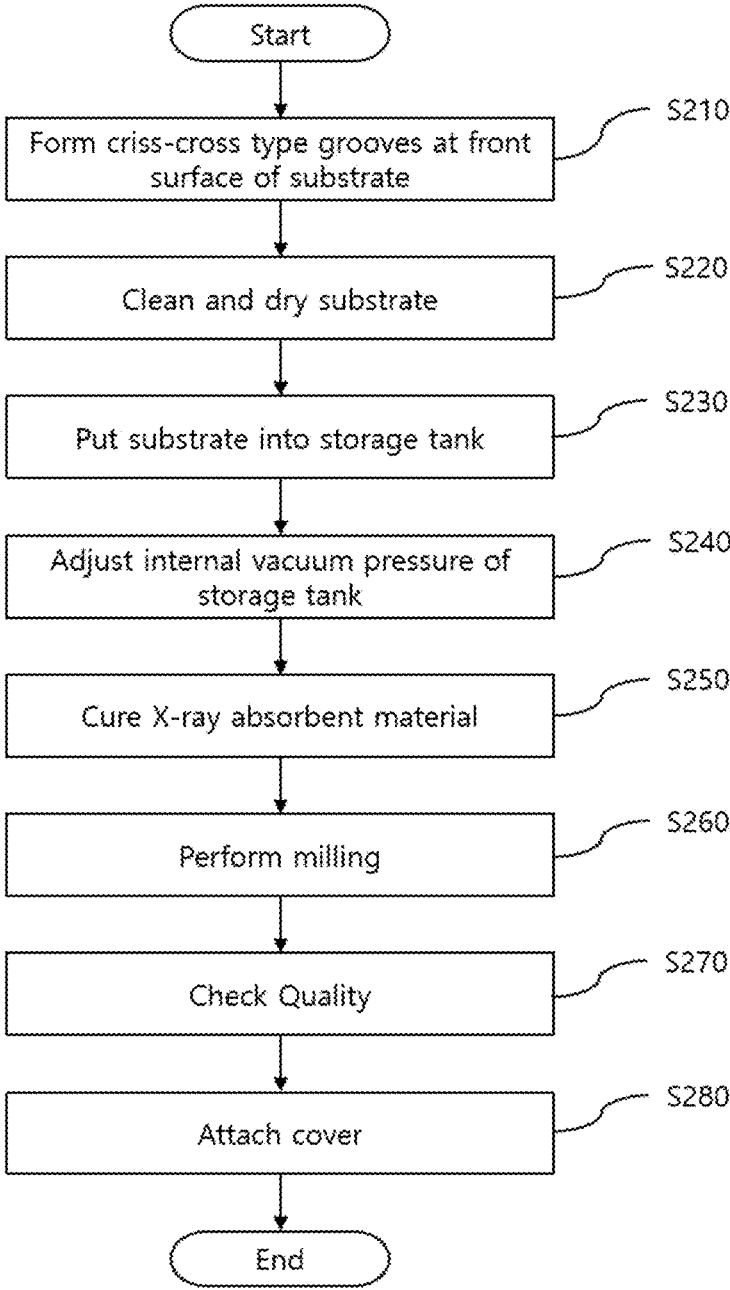 Start
S210
Form criss-cross type grooves at front
surface of substrate
S220
Clean and dry substrate
S230
Put substrate into storage tank
S240
Adjust internal vacuum pressure of
storage tank
S250
Cure X-ray absorbent material
S260
Perform milling
S270
Check Quality
S280
Attach cover
End